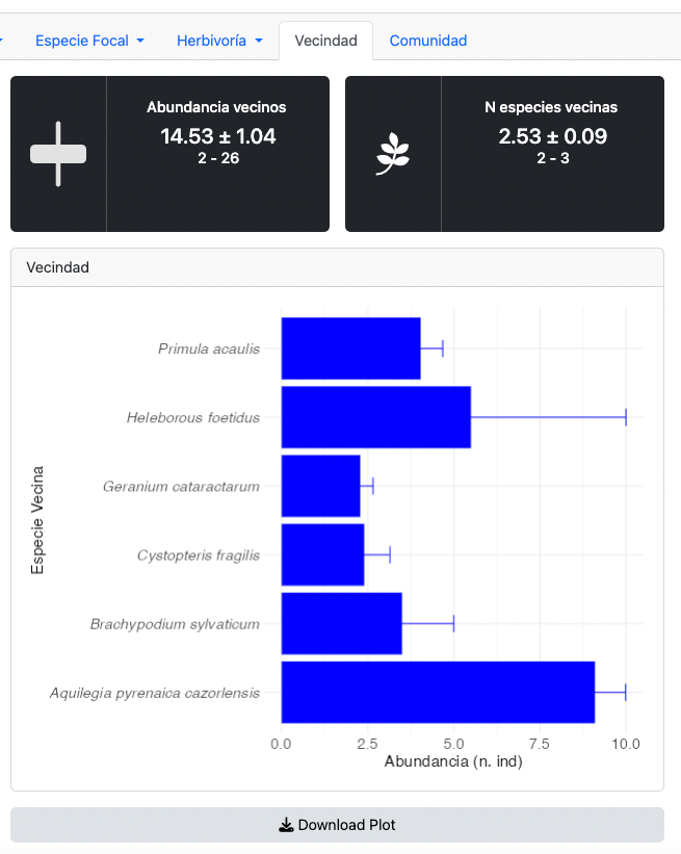 Especie Focal
Herbivoría
Vecindad
Comunidad
Abundancia vecinos
14.53 ± 1.04
2 - 26
N especies vecinas
2.53 ± 0.09
2 - 3
Vecindad
Especie Vecina
Primula acaulis
Heleborous foetidus
Geranium cataractarum
Cystopteris fragilis
Brachypodium sylvaticum
Aquilegia pyrenaica cazorlensis
0.0 2.5 5.0 7.5 10.0
Abundancia (n. ind)
Download Plot